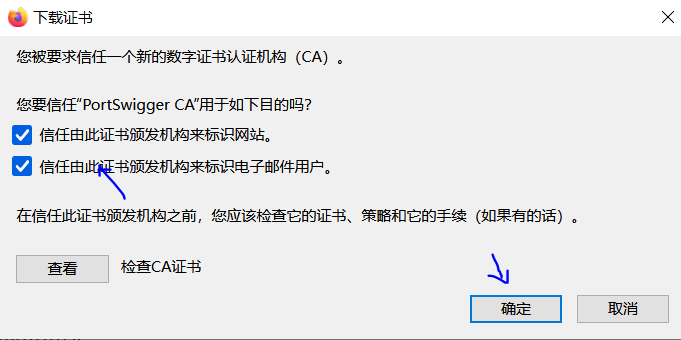 下载证书
您被要求信任一个新的数字证书认证机构（CA）。
您要信任“PortSwigger CA”用于如下目的吗？
信任由此证书颁发机构来标识网站。
信任由此证书颁发机构来标识电子邮件用户。
在信任此证书颁发机构之前，您应该检查它的证书、策略和它的手续（如果有的话）。
查看 检查CA证书
确定 取消